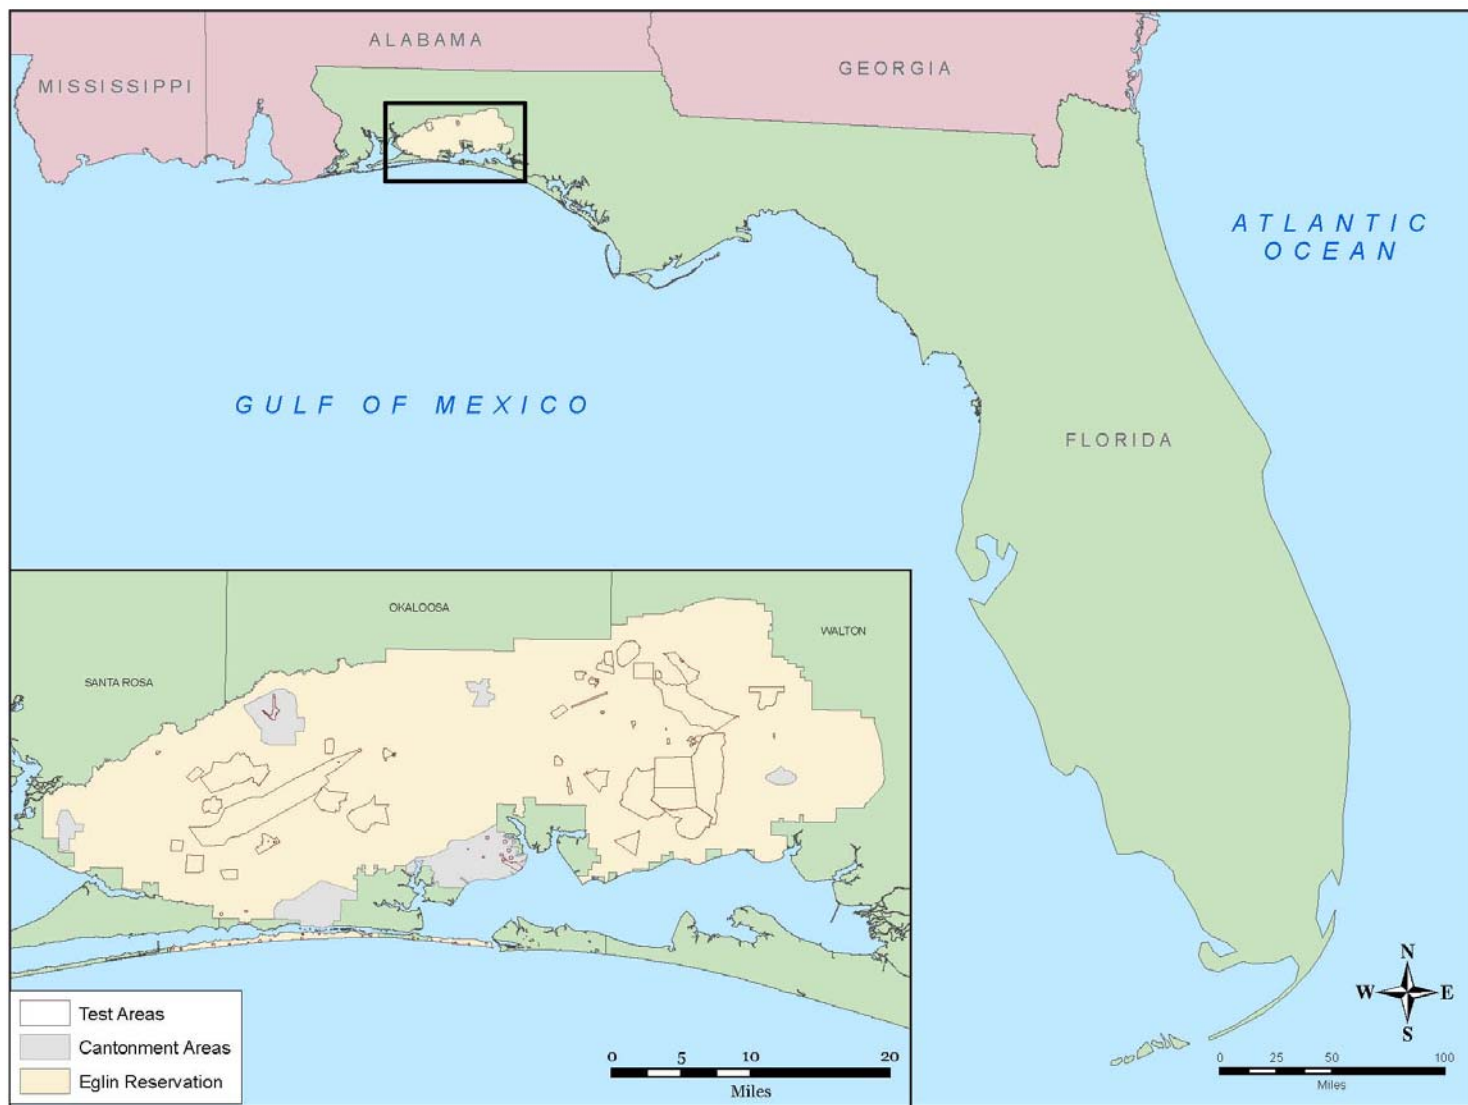 ALABAMA
MISSISSIPPI
GEORGIA
ATLANTIC
OCEAN
GULF OF MEXICO
FLORIDA
OKALOOSA
WALTON
SANTA ROSA
N
W E
S
Test Areas
Cantonment Areas
Eglin Reservation
0 5 10 20
Miles
0 25 50 100
Miles